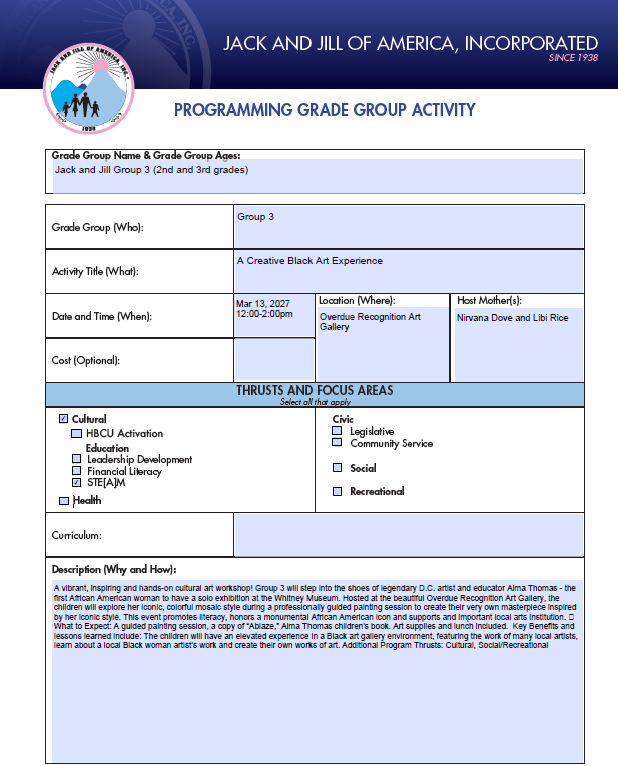 JACK AND JILL OF AMERICA, INCORPORATED
SINCE 1938
JACK AND JILL OF AMERICA, INC.
1938
PROGRAMMING GRADE GROUP ACTIVITY
Grade Group Name & Grade Group Ages:
Jack and Jill Group 3 (2nd and 3rd grades)
Grade Group (Who):
Group 3
Activity Title (What):
A Creative Black Art Experience
Date and Time (When):
Mar 13, 2027
12:00-2:00pm
Location (Where):
Overdue Recognition Art
Gallery
Host Mother(s):
Nirvana Dove and Libi Rice
Cost (Optional):
THRUSTS AND FOCUS AREAS
Select all that apply
Cultural
HBCU Activation
Education
Leadership Development
Financial Literacy
STE[A]M
Health
Civic
Legislative
Community Service
Social
Recreational
Curriculum:
Description (Why and How):
A vibrant, inspiring and hands-on cultural art workshop! Group 3 will step into the shoes of legendary D.C. artist and educator Alma Thomas - the
first African American woman to have a solo exhibition at the Whitney Museum. Hosted at the beautiful Overdue Recognition Art Gallery, the
children will explore her iconic, colorful mosaic style during a professionally guided painting session to create their very own masterpiece inspired
by her iconic style. This event promotes literacy, honors a monumental African American icon and supports and important local arts institution. □
What to Expect: A guided painting session, a copy of "Ablaze," Alma Thomas children's book. Art supplies and lunch included. Key Benefits and
lessons learned include: The children will have an elevated experience in a Black art gallery environment, featuring the work of many local artists,
learn about a local Black woman artist's work and create their own works of art. Additional Program Thrusts: Cultural, Social/Recreational